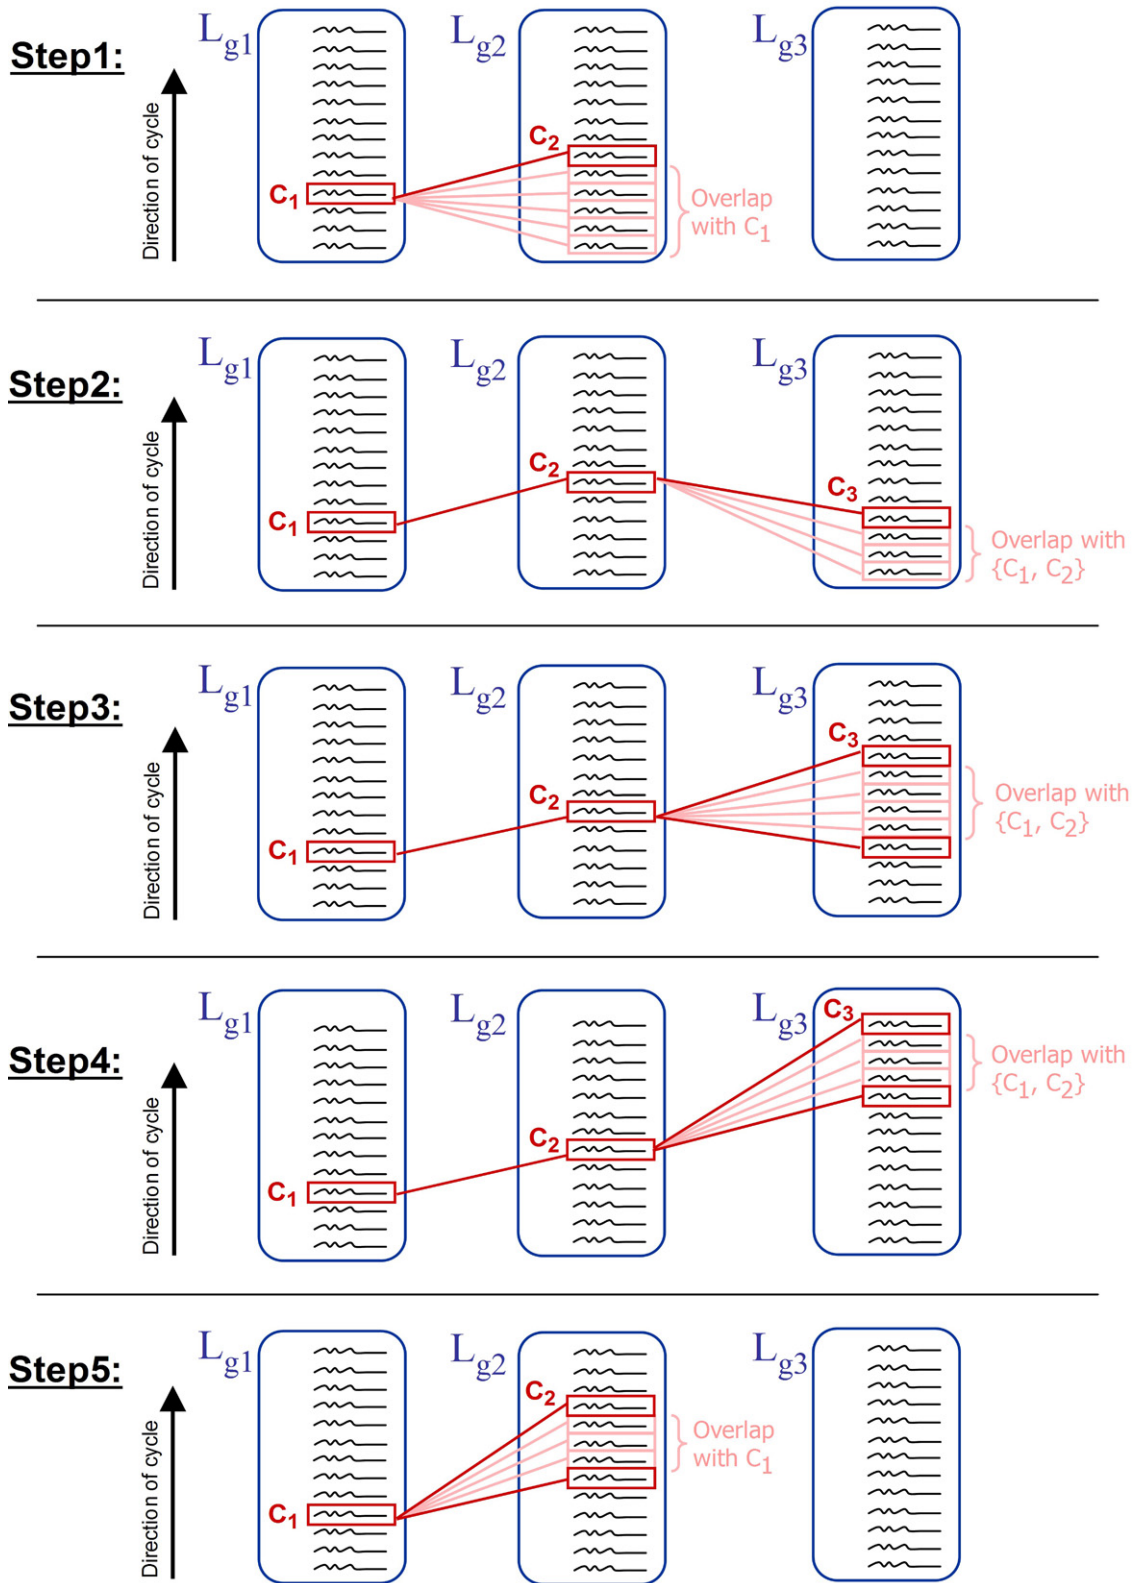 Step1:
Direction of cycle
Lg1
Lg2
Lg3
C1
C2
Overlap
with C1
Step2:
Direction of cycle
Lg1
Lg2
Lg3
C1
C2
C3
Overlap with
{C1, C2}
Step3:
Direction of cycle
Lg1
Lg2
Lg3
C1
C2
C3
Overlap with
{C1, C2}
Step4:
Direction of cycle
Lg1
Lg2
Lg3
C1
C2
C3
Overlap with
{C1, C2}
Step5:
Direction of cycle
Lg1
Lg2
Lg3
C1
C2
Overlap
with C1